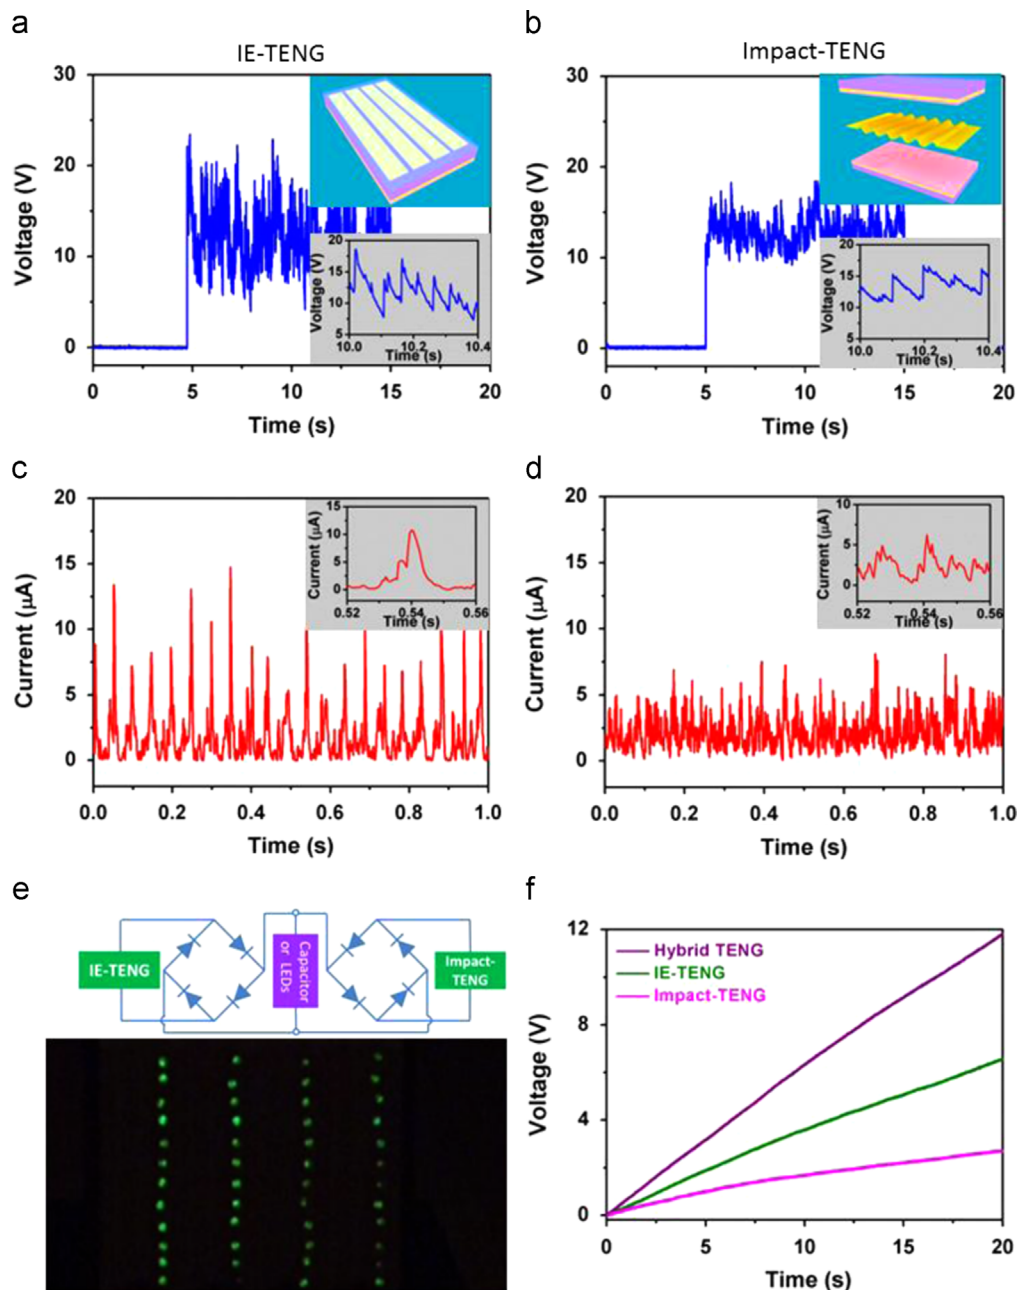 a
IE-TENG
30
20
10
0
Voltage (V)
0 5 10 15 20
Time (s)
20
15
10
5
Voltage (V)
10.0 10.2 10.4
Time (s)
b
Impact-TENG
30
20
10
0
Voltage (V)
0 5 10 15 20
Time (s)
20
15
10
5
Voltage (V)
10.0 10.2 10.4
Time (s)
c
20
15
10
5
0
Current (μA)
0.0 0.2 0.4 0.6 0.8 1.0
Time (s)
15
10
5
0
Current (μA)
0.52 0.54 0.56
Time (s)
d
20
15
10
5
0
Current (μA)
0.0 0.2 0.4 0.6 0.8 1.0
Time (s)
10
5
0
Current (μA)
0.52 0.54 0.56
Time (s)
e
IE-TENG
Capacitor
or LEDs
Impact-
TENG
f
12
8
4
0
Voltage (V)
Hybrid TENG
IE-TENG
Impact-TENG
0 5 10 15 20
Time (s)